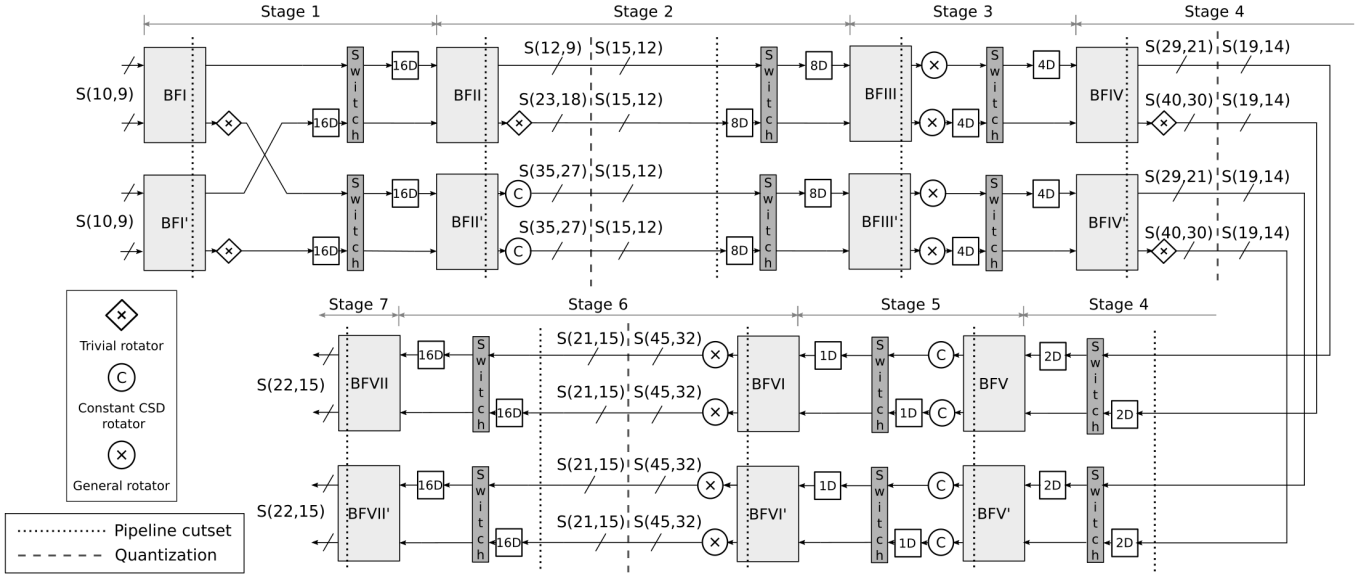 Stage 1 Stage 2 Stage 3 Stage 4
S(12,9) S(15,12) S(29,21) S(19,14)
16D 8D 4D
S(10,9) BFI Switch BFII Switch BFIII Switch BFIV
S(23,18) S(15,12) S(40,30) S(19,14)
16D 8D 4D
S(35,27) S(15,12) S(29,21) S(19,14)
16D C 8D 4D
S(10,9) BFI' Switch BFII' Switch BFIII' Switch BFIV'
S(35,27) S(15,12) S(40,30) S(19,14)
16D C 8D 4D
Stage 7 Stage 6 Stage 5 Stage 4
S(21,15) S(45,32)
16D 1D C 2D
S(22,15) BFVII Switch BFVI Switch BFV Switch
S(21,15) S(45,32)
16D 1D C 2D
S(21,15) S(45,32)
16D 1D C 2D
S(22,15) BFVII' Switch BFVI' Switch BFV' Switch
S(21,15) S(45,32)
16D 1D C 2D
Trivial rotator
C
Constant CSD
rotator
General rotator
Pipeline cutset
Quantization